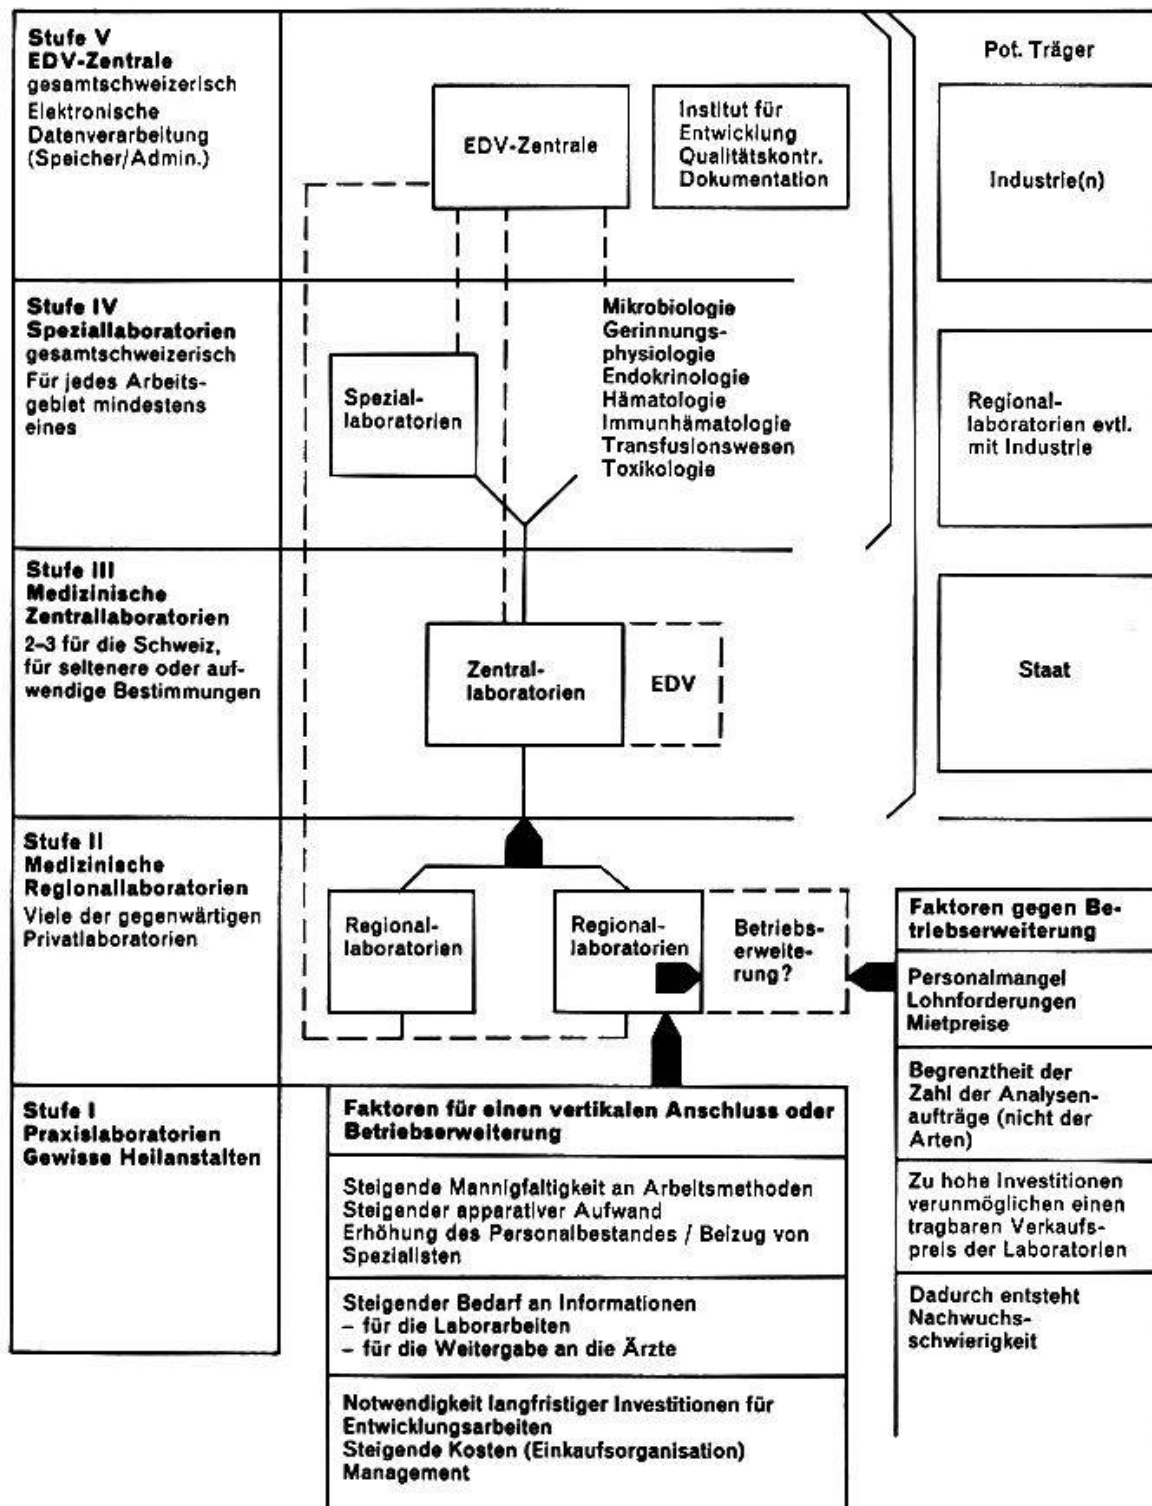 Stufe V
EDV-Zentrale
gesamtschweizerisch
Elektronische
Datenverarbeitung
(Speicher/Admin.)
EDV-Zentrale
Institut für
Entwicklung
Qualitätskontr.
Dokumentation
Pot. Träger
Industrie(n)
Stufe IV
Speziallaboratorien
gesamtschweizerisch
Für jedes Arbeits-
gebiet mindestens
eines
Spezial-
laboratorien
Mikrobiologie
Gerinnungs-
physiologie
Endokrinologie
Hämatologie
Immunhämatologie
Transfusionswesen
Toxikologie
Regional-
laboratorien evtl.
mit Industrie
Stufe III
Medizinische
Zentrallaboratorien
2–3 für die Schweiz,
für seltenere oder auf-
wendige Bestimmungen
Zentral-
laboratorien
EDV
Staat
Stufe II
Medizinische
Regionallaboratorien
Viele der gegenwärtigen
Privatlaboratorien
Regional-
laboratorien
Regional-
laboratorien
Betriebs-
erweite-
rung?
Faktoren gegen Be-
triebserweiterung
Personalmangel
Lohnforderungen
Mietpreise
Begrenztheit der
Zahl der Analysen-
aufträge (nicht der
Arten)
Zu hohe Investitionen
verunmöglichen einen
tragbaren Verkaufs-
preis der Laboratorien
Dadurch entsteht
Nachwuchs-
schwierigkeit
Stufe I
Praxislaboratorien
Gewisse Heilanstalten
Faktoren für einen vertikalen Anschluss oder
Betriebserweiterung
Steigende Mannigfaltigkeit an Arbeitsmethoden
Steigender apparativer Aufwand
Erhöhung des Personalbestandes / Beizug von
Spezialisten
Steigender Bedarf an Informationen
– für die Laborarbeiten
– für die Weitergabe an die Ärzte
Notwendigkeit langfristiger Investitionen für
Entwicklungsarbeiten
Steigende Kosten (Einkaufsorganisation)
Management